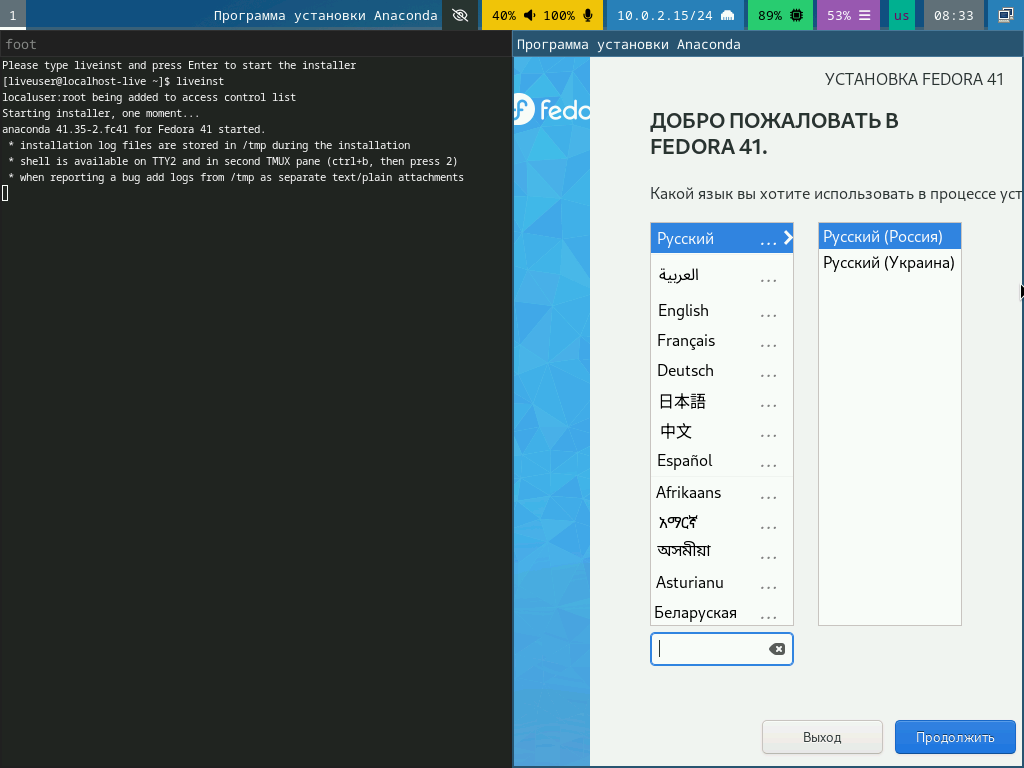 1
Программа установки Anaconda
40% 100%
10.0.2.15/24
89%
53%
us
08:33
foot
Please type liveinst and press Enter to start the installer
[liveuser@localhost-live ~]$ liveinst
localuser:root being added to access control list
Starting installer, one moment...
anaconda 41.35-2.fc41 for Fedora 41 started.
* installation log files are stored in /tmp during the installation
* shell is available on TTY2 and in second TMUX pane (ctrl+b, then press 2)
* when reporting a bug add logs from /tmp as separate text/plain attachments
Программа установки Anaconda
fedo
УСТАНОВКА FEDORA 41
ДОБРО ПОЖАЛОВАТЬ В
FEDORA 41.
Какой язык вы хотите использовать в процессе уст
Русский ...
العربية ...
English ...
Français ...
Deutsch ...
日本語 ...
中文 ...
Español ...
Afrikaans ...
አማርኛ ...
অসমীয়া ...
Asturianu ...
Беларуская ...
Русский (Россия)
Русский (Украина)
Выход
Продолжить